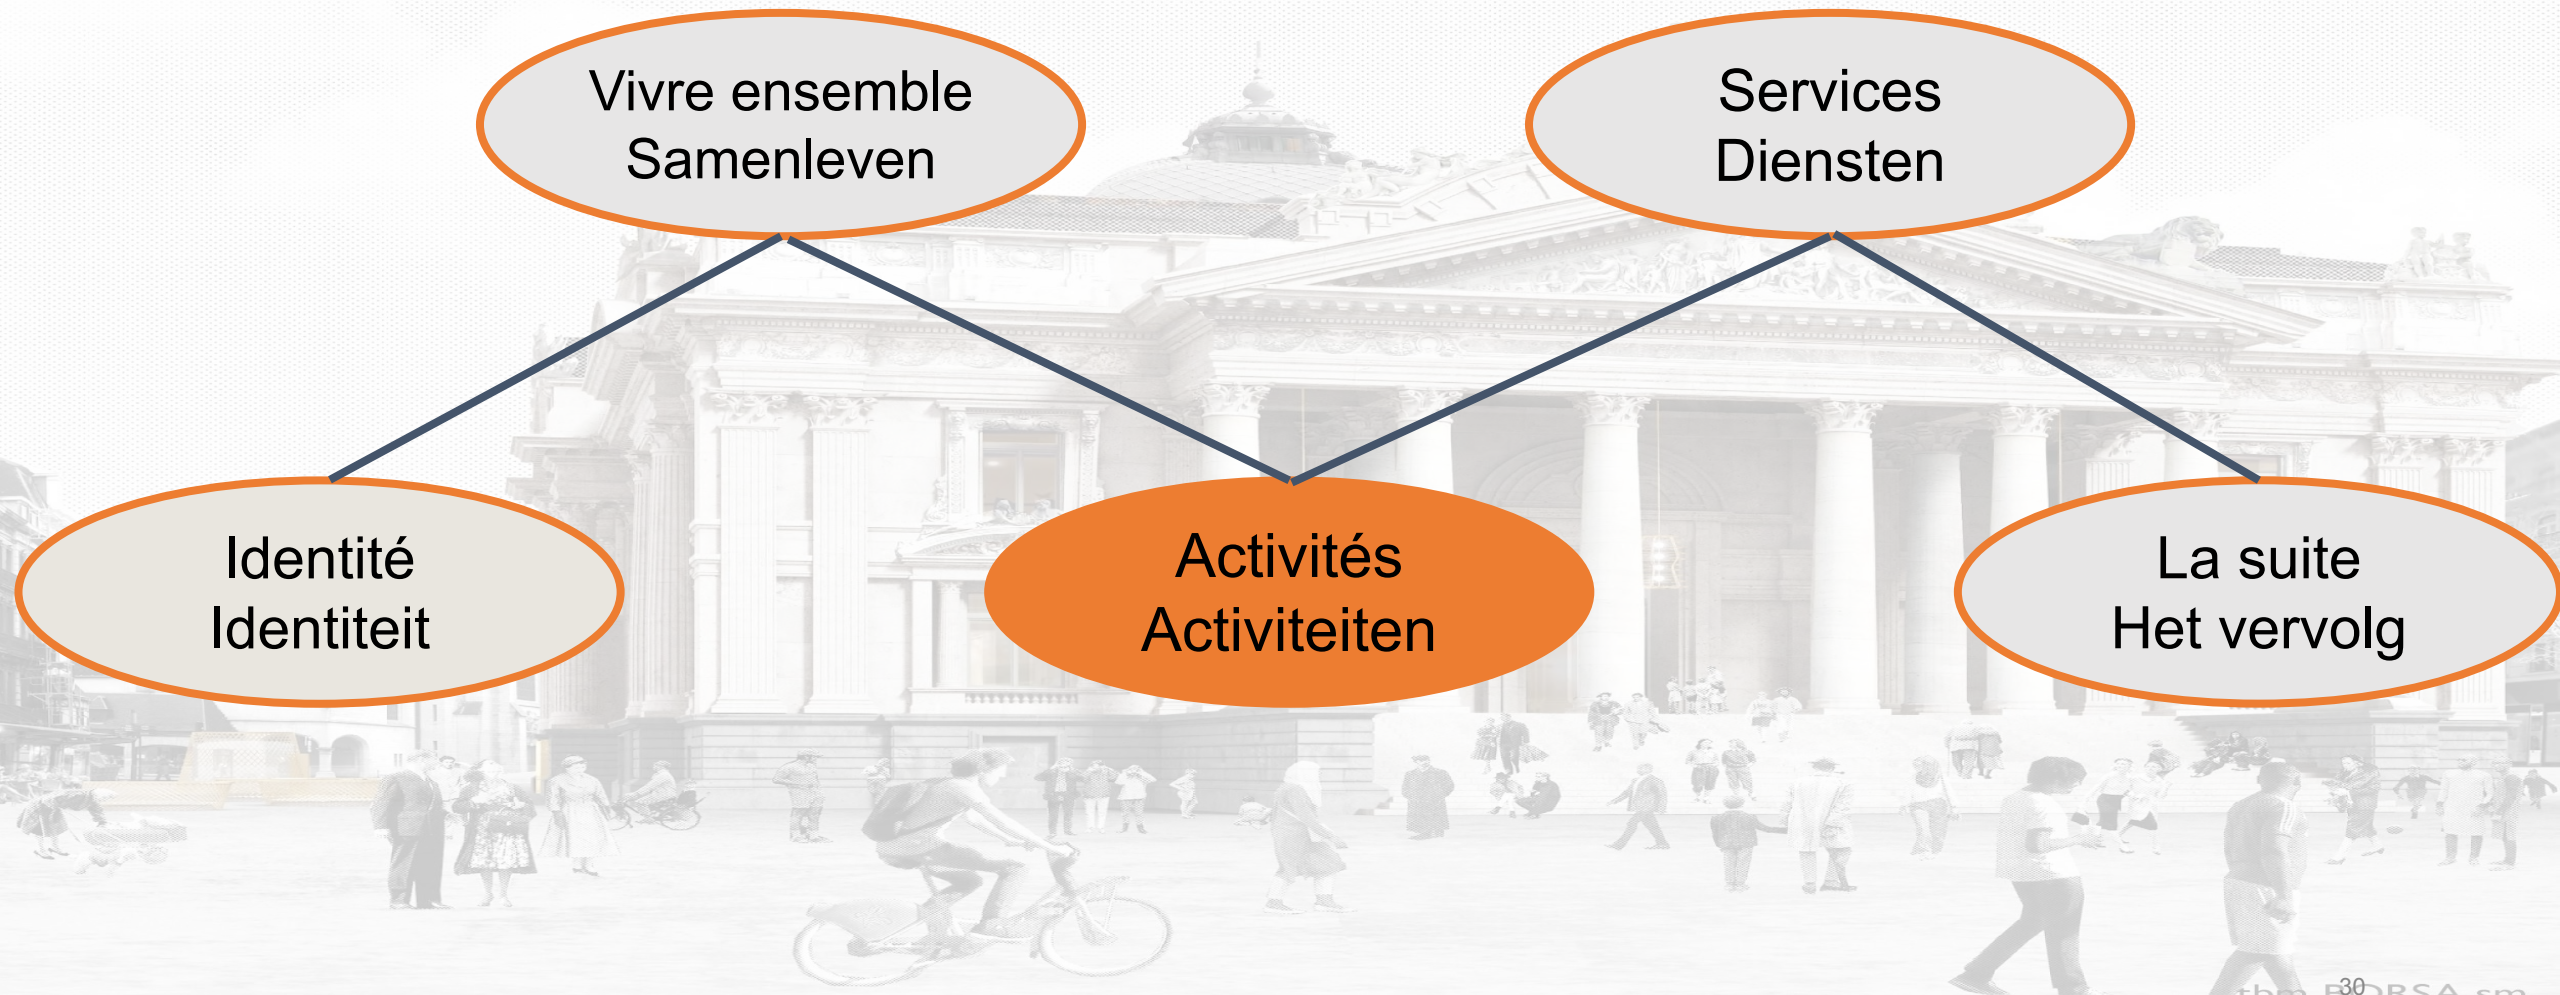 Vivre ensemble
Samenleven
Services
Diensten
Identité
Identiteit
Activités
Activiteiten
La suite
Het vervolg
30